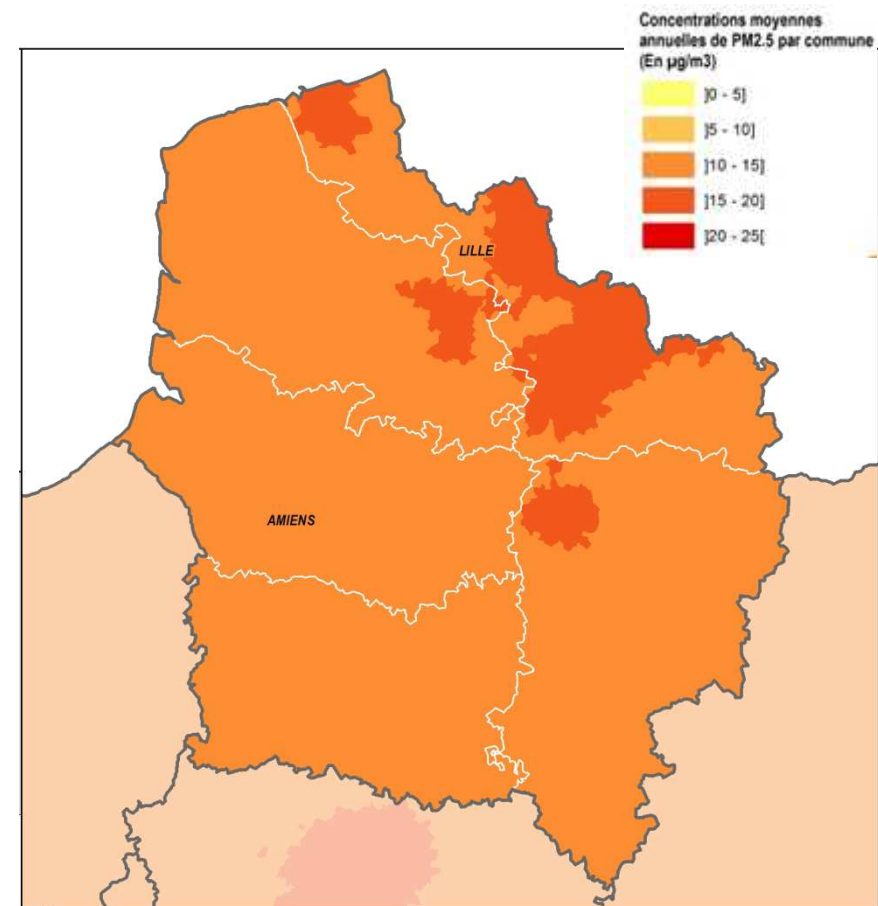 Concentrations moyennes
annuelles de PM2.5 par commune
(En µg/m3)
]0 - 5]
]5 - 10]
]10 - 15]
]15 - 20]
]20 - 25[
LILLE
AMIENS